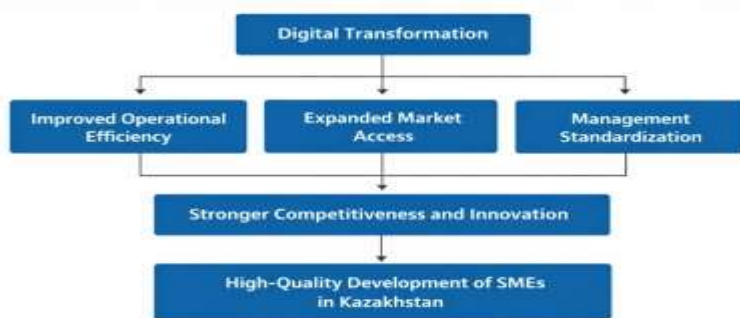 Digital Transformation
Improved Operational
Efficiency
Expanded Market
Access
Management
Standardization
Stronger Competitiveness and Innovation
High-Quality Development of SMEs
in Kazakhstan